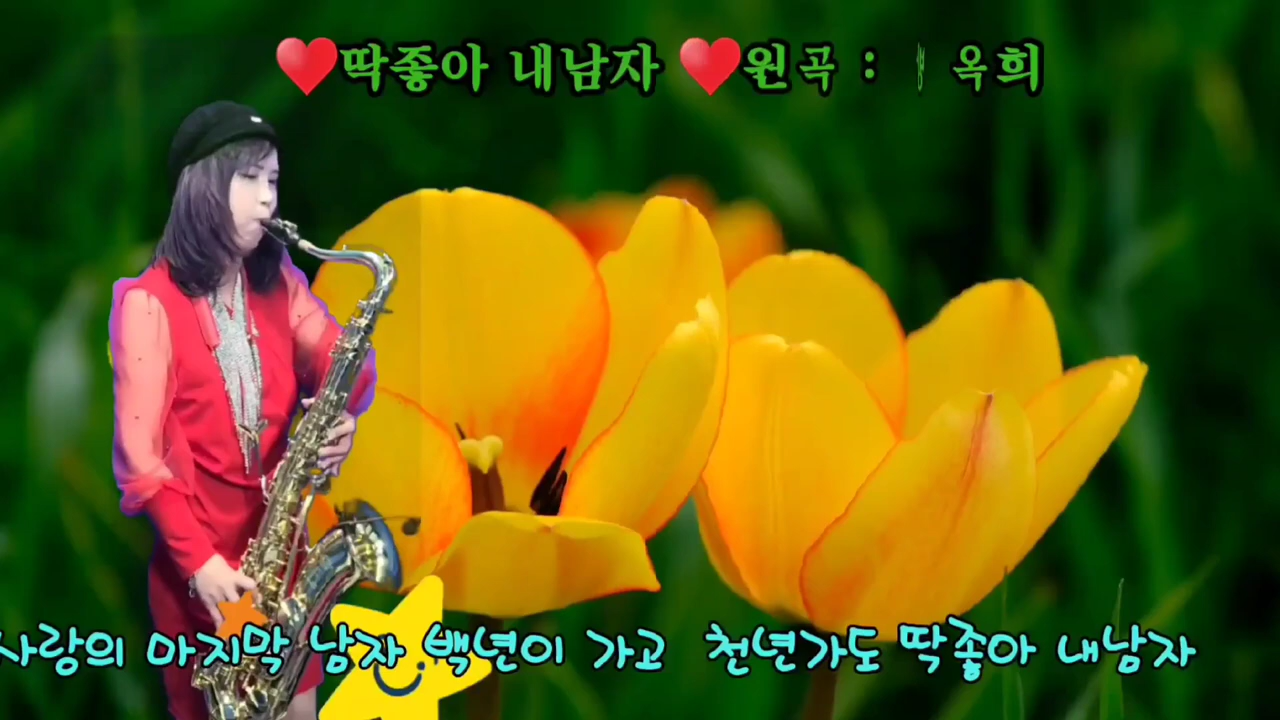 ❤딱좋아 내남자 ❤원곡 : 옥희
사랑의 마지막 남자 백년이 가고 천년가도 딱좋아 내남자